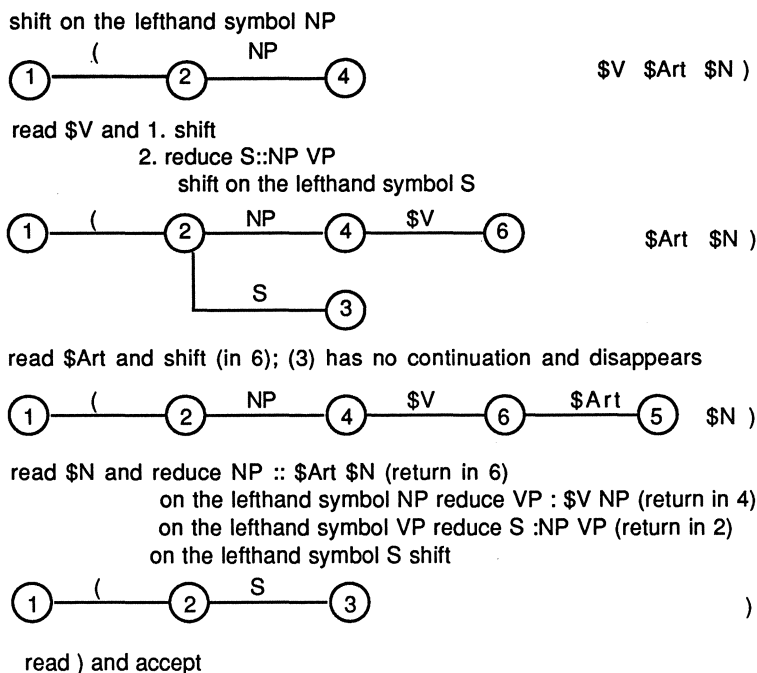 shift on the lefthand symbol NP
( NP
1 2 4 $V $Art $N )
read $V and 1. shift
2. reduce S::NP VP
shift on the lefthand symbol S
( NP $V
1 2 4 6 $Art $N )
S
3
read $Art and shift (in 6); (3) has no continuation and disappears
( NP $V $Art
1 2 4 6 5 $N )
read $N and reduce NP :: $Art $N (return in 6)
on the lefthand symbol NP reduce VP : $V NP (return in 4)
on the lefthand symbol VP reduce S :NP VP (return in 2)
on the lefthand symbol S shift
( S
1 2 3 )
read ) and accept